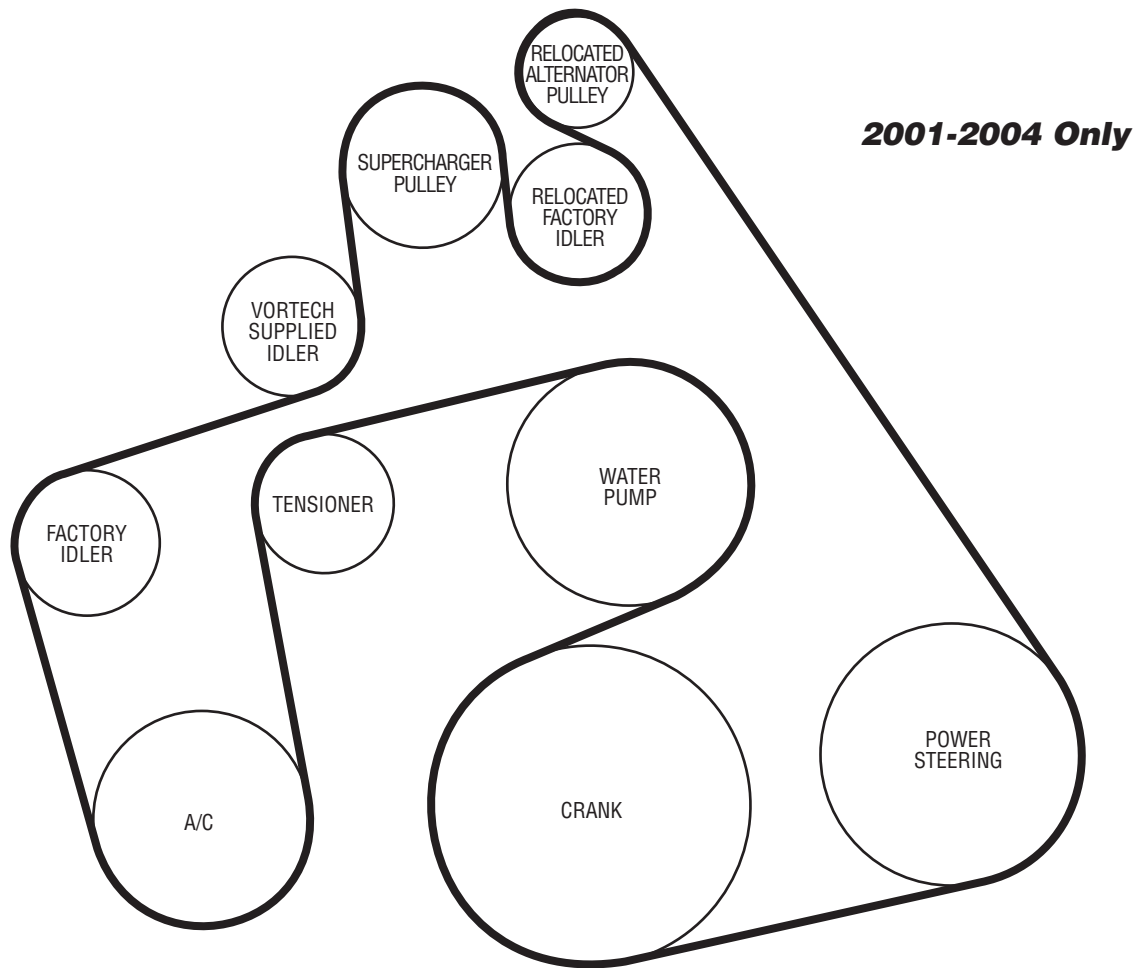 RELOCATED
ALTERNATOR
PULLEY
2001-2004 Only
SUPERCHARGER
PULLEY
RELOCATED
FACTORY
IDLER
VORTECH
SUPPLIED
IDLER
WATER
PUMP
TENSIONER
FACTORY
IDLER
POWER
STEERING
A/C
CRANK